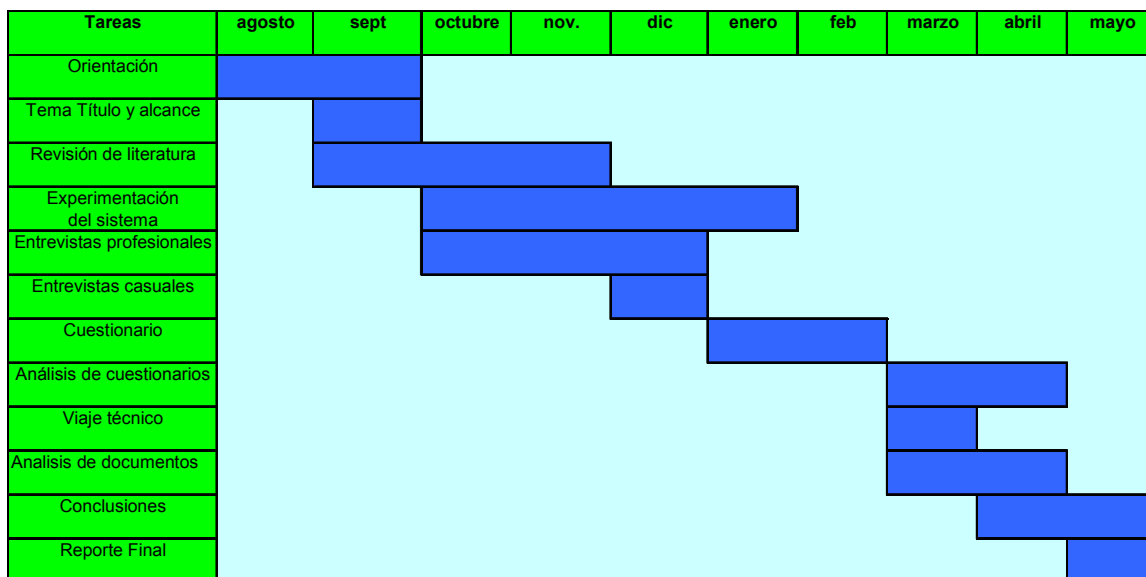 Tareas agosto sept octubre nov. dic enero feb marzo abril mayo
Orientación
Tema Título y alcance
Revisión de literatura
Experimentación
del sistema
Entrevistas profesionales
Entrevistas casuales
Cuestionario
Análisis de cuestionarios
Viaje técnico
Analisis de documentos
Conclusiones
Reporte Final